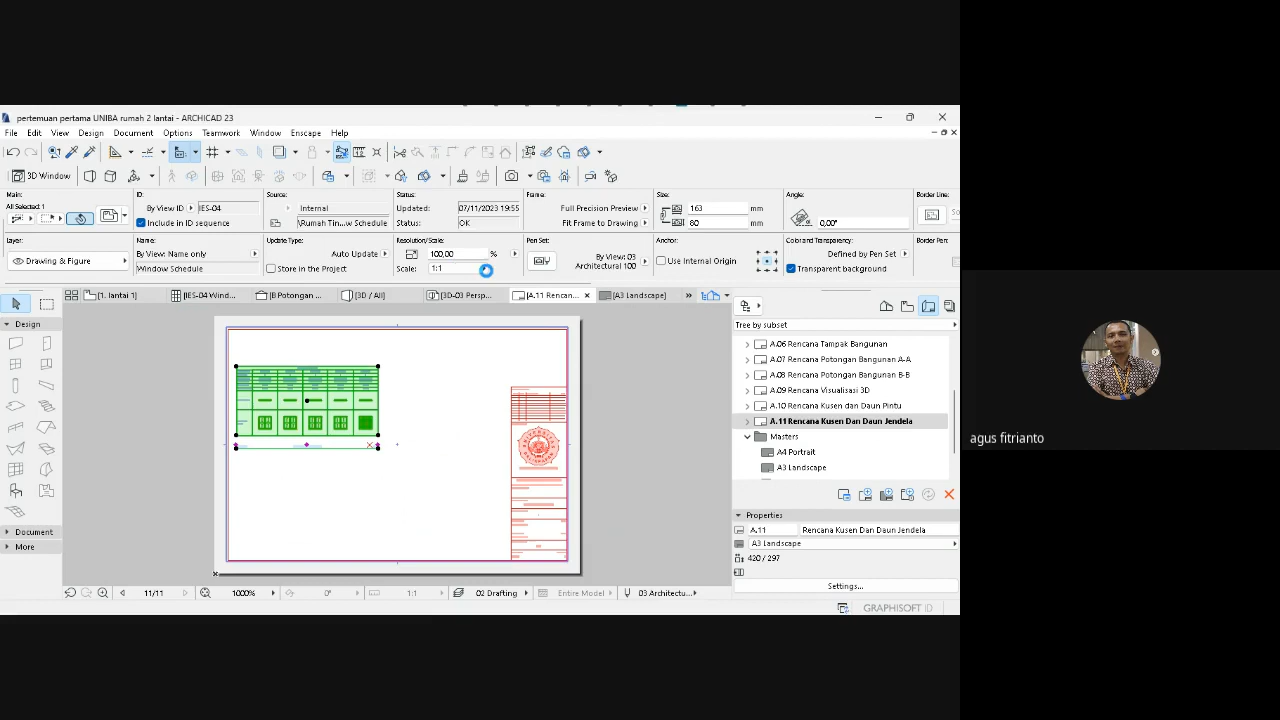 pertemuan pertama UNIBA rumah 2 lantai - ARCHICAD 23
File Edit View Design Document Options Teamwork Window Enscape Help
3D Window
Main: ID: Source: Status: Frame: Size: Angle: Border Line:
All Selected: 1 By View ID IES-04 Internal Updated: 07/11/2023 19:55 Full Precision Preview 163 mm
Include in ID sequence \Rumah Tin...w Schedule Status: OK Fit Frame to Drawing 80 mm 0,00°
Layer: Name: Update Type: Resolution/Scale: Pen Set: Anchor: Color and Transparency: Border Pen:
Drawing & Figure By View: Name only Auto Update 100,00 % By View: 03 Architectural 100 Use Internal Origin Defined by Pen Set
Window Schedule Store in the Project Scale: 1:1 Transparent background
[1. lantai 1] [IES-04 Wind... [B Potongan ... [3D / All] [3D-03 Persp... [A.11 Rencan... [A3 Landscape]
Design
Document
More
Tree by subset
A.06 Rencana Tampak Bangunan
A.07 Rencana Potongan Bangunan A-A
A.08 Rencana Potongan Bangunan B-B
A.09 Rencana Visualisasi 3D
A.10 Rencana Kusen dan Daun Pintu
A.11 Rencana Kusen Dan Daun Jendela
Masters
A4 Portrait
A3 Landscape
Properties
A.11 Rencana Kusen Dan Daun Jendela
A3 Landscape
420 / 297
Settings...
11/11 1000% 0° 1:1 02 Drafting Entire Model 03 Architectu...
GRAPHISOFT ID
agus fitrianto